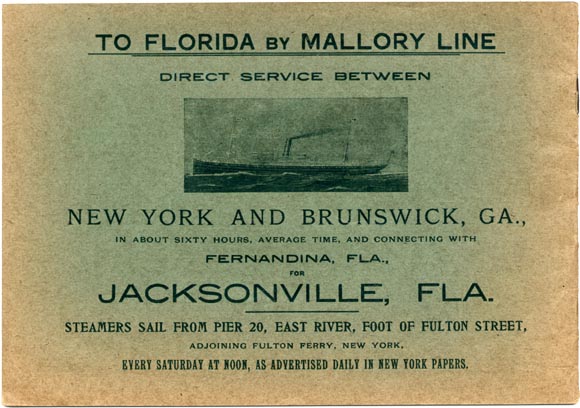 TO FLORIDA BY MALLORY LINE
DIRECT SERVICE BETWEEN
NEW YORK AND BRUNSWICK, GA.,
IN ABOUT SIXTY HOURS, AVERAGE TIME, AND CONNECTING WITH
FERNANDINA, FLA.,
FOR
JACKSONVILLE, FLA.
STEAMERS SAIL FROM PIER 20, EAST RIVER, FOOT OF FULTON STREET,
ADJOINING FULTON FERRY, NEW YORK,
EVERY SATURDAY AT NOON, AS ADVERTISED DAILY IN NEW YORK PAPERS.